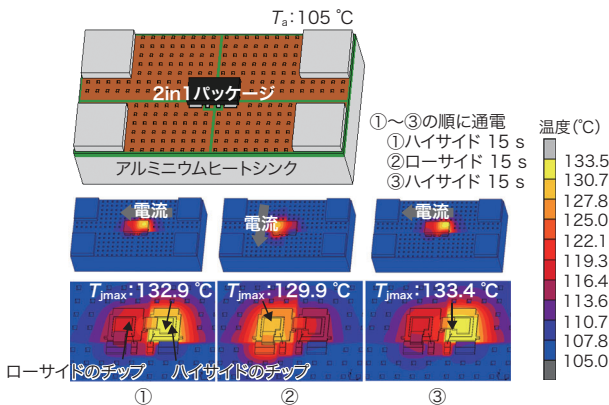 Ta：105 ℃
2in1パッケージ
アルミニウムヒートシンク
①～③の順に通電
①ハイサイド 15 s
②ローサイド 15 s
③ハイサイド 15 s
温度（℃）
133.5
130.7
127.8
125.0
122.1
119.3
116.4
113.6
110.7
107.8
105.0
電流
電流
電流
Tjmax：132.9 ℃
Tjmax：129.9 ℃
Tjmax：133.4 ℃
ローサイドのチップ
ハイサイドのチップ
①
②
③